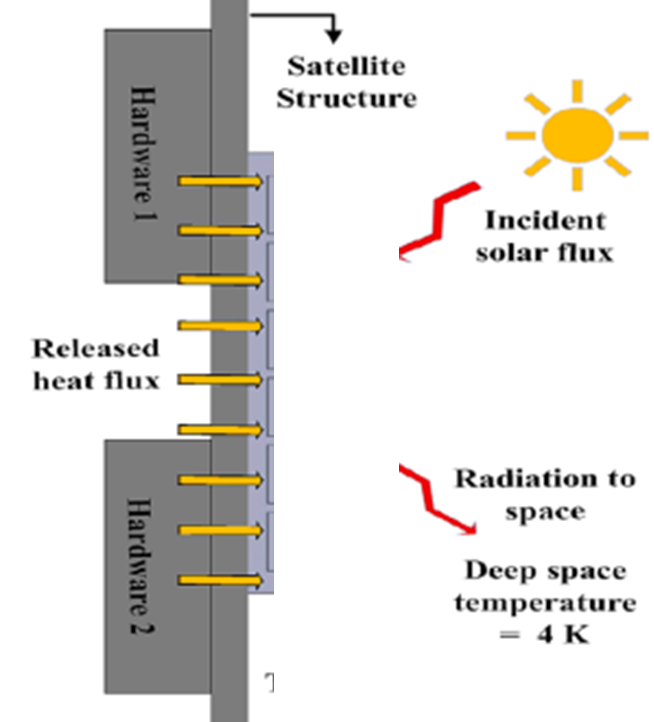 Satellite
Structure
Hardware 1
Incident
solar flux
Released
heat flux
Radiation to
space
Hardware 2
Deep space
temperature
= 4 K